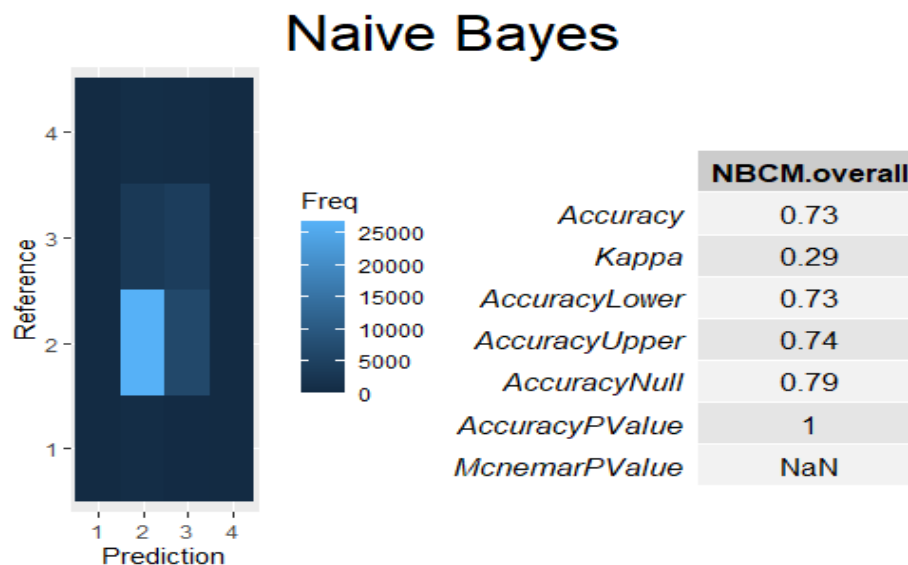 Naive Bayes
4
3
2
1
Reference
1 2 3 4
Prediction
Freq
25000
20000
15000
10000
5000
0
NBCM.overall
Accuracy 0.73
Kappa 0.29
AccuracyLower 0.73
AccuracyUpper 0.74
AccuracyNull 0.79
AccuracyPValue 1
McnemarPValue NaN